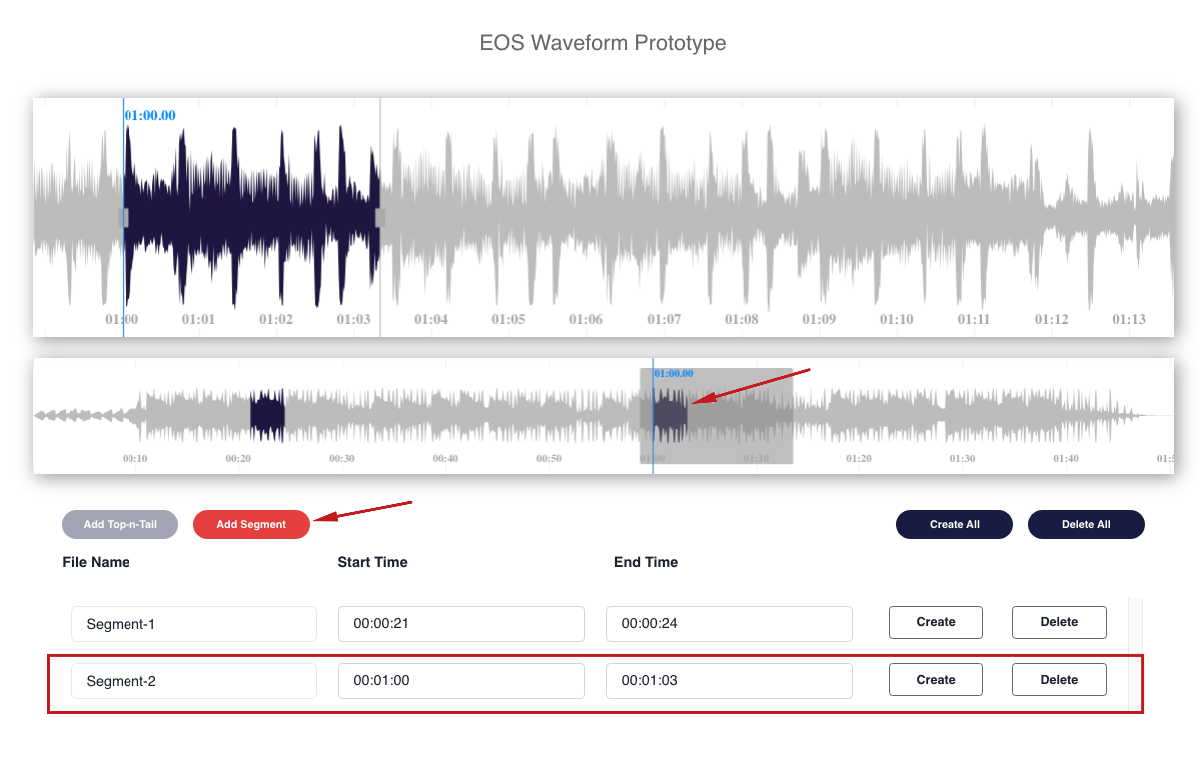 EOS Waveform Prototype
01:00.00
01:00 01:01 01:02 01:03 01:04 01:05 01:06 01:07 01:08 01:09 01:10 01:11 01:12 01:13
01:00.00
00:10 00:20 00:30 00:40 00:50 01:00 01:10 01:20 01:30 01:40
Add Top-n-Tail Add Segment Create All Delete All
File Name Start Time End Time
Segment-1 00:00:21 00:00:24 Create Delete
Segment-2 00:01:00 00:01:03 Create Delete